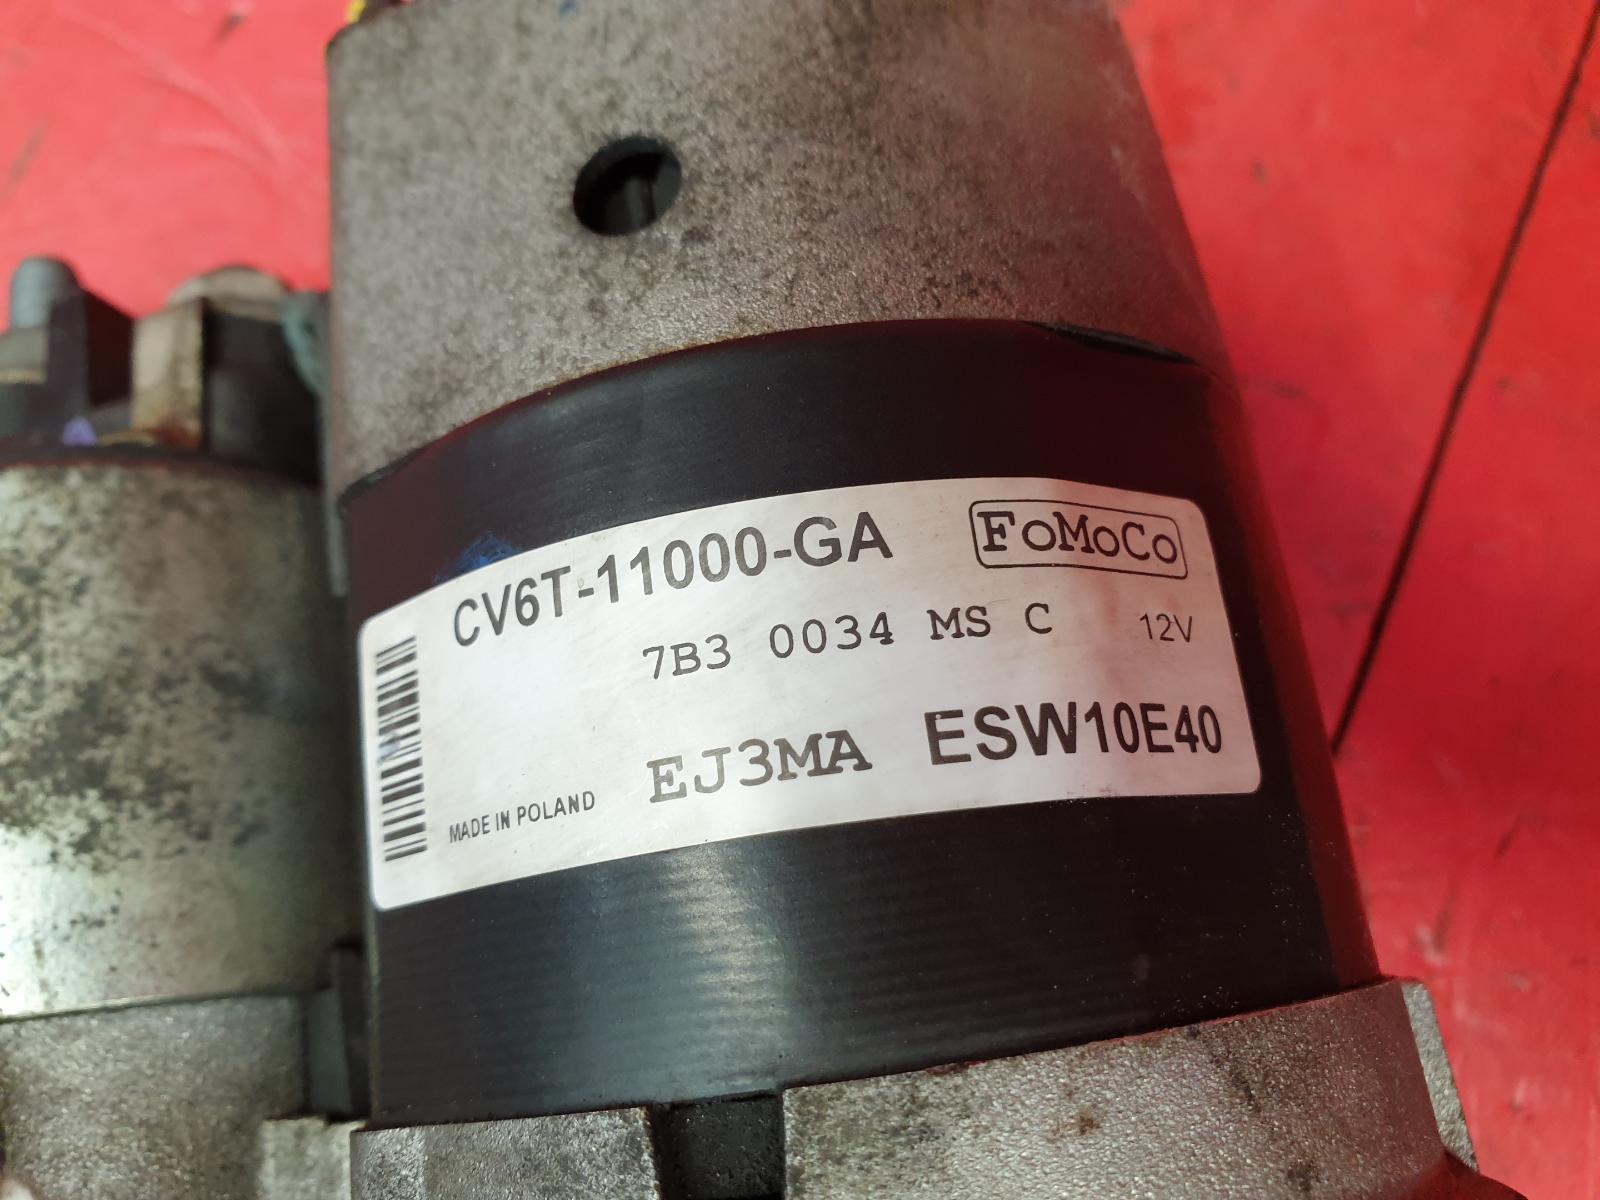 CV6T-11000-GA FoMoCo
7B3 0034 MS C 12V
MADE IN POLAND EJ3MA ESW10E40